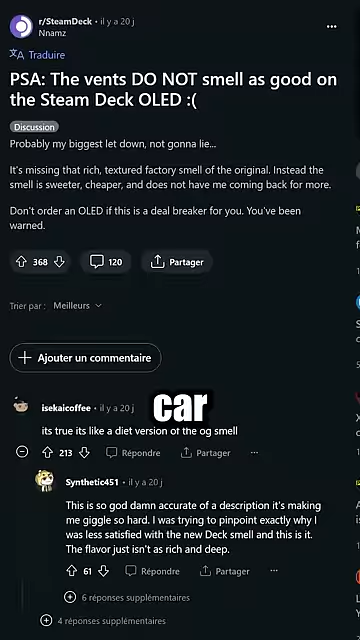 r/SteamDeck • il y a 20 j
Nnamz
Traduire
PSA: The vents DO NOT smell as good on
the Steam Deck OLED :(
Discussion
Probably my biggest let down, not gonna lie...
It's missing that rich, textured factory smell of the original. Instead the
smell is sweeter, cheaper, and does not have me coming back for more.
Don't order an OLED if this is a deal breaker for you. You've been
warned.
368
120
Partager
Trier par : Meilleurs
Ajouter un commentaire
car
isekaicoffee • il y a 20 j
its true its like a diet version of the og smell
213 Répondre Partager ...
Synthetic451 • il y a 20 j
This is so god damn accurate of a description it's making
me giggle so hard. I was trying to pinpoint exactly why I
was less satisfied with the new Deck smell and this is it.
The flavor just isn't as rich and deep.
61 Répondre Partager ...
6 réponses supplémentaires
4 réponses supplémentaires